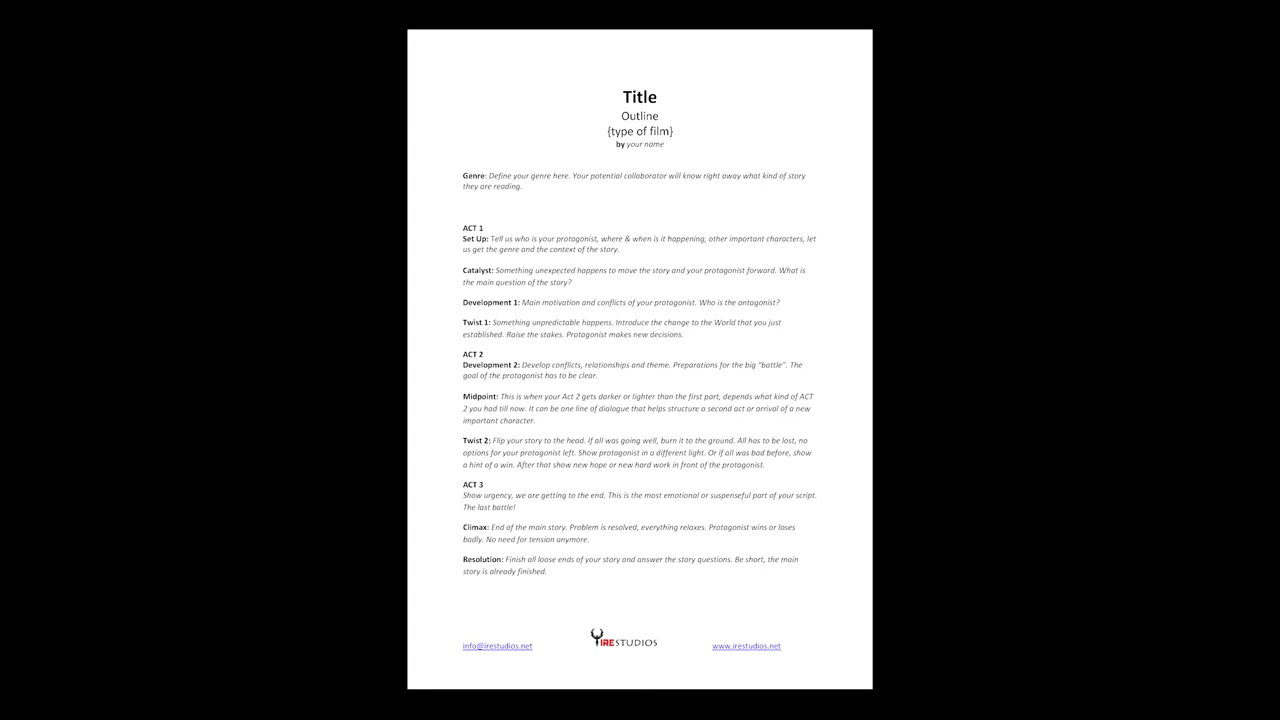 Title
Outline
{type of film}
by your name
Genre: Define your genre here. Your potential collaborator will know right away what kind of story
they are reading.
ACT 1
Set Up: Tell us who is your protagonist, where & when is it happening, other important characters, let
us get the genre and the context of the story.
Catalyst: Something unexpected happens to move the story and your protagonist forward. What is
the main question of the story?
Development 1: Main motivation and conflicts of your protagonist. Who is the antagonist?
Twist 1: Something unpredictable happens. Introduce the change to the World that you just
established. Raise the stakes. Protagonist makes new decisions.
ACT 2
Development 2: Develop conflicts, relationships and theme. Preparations for the big "battle". The
goal of the protagonist has to be clear.
Midpoint: This is when your Act 2 gets darker or lighter than the first part, depends what kind of ACT
2 you had till now. It can be one line of dialogue that helps structure a second act or arrival of a new
important character.
Twist 2: Flip your story to the head. If all was going well, burn it to the ground. All has to be lost, no
options for your protagonist left. Show protagonist in a different light. Or if all was bad before, show
a hint of a win. After that show new hope or new hard work in front of the protagonist.
ACT 3
Show urgency, we are getting to the end. This is the most emotional or suspenseful part of your script.
The last battle!
Climax: End of the main story. Problem is resolved, everything relaxes. Protagonist wins or loses
badly. No need for tension anymore.
Resolution: Finish all loose ends of your story and answer the story questions. Be short, the main
story is already finished.
info@irestudios.net
IRESTUDIOS
www.irestudios.net